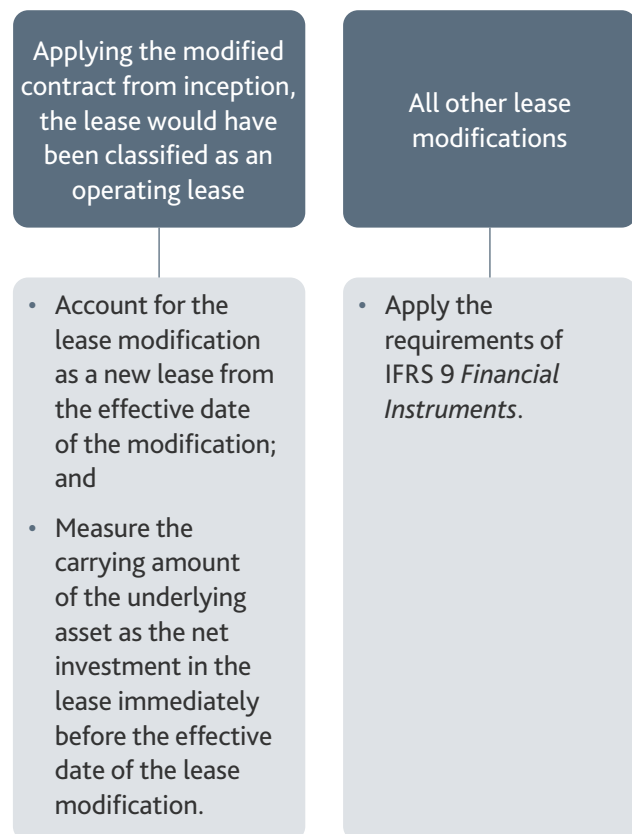 Applying the modified
contract from inception,
the lease would have
been classified as an
operating lease
All other lease
modifications
• Account for the
lease modification
as a new lease from
the effective date
of the modification;
and
• Measure the
carrying amount
of the underlying
asset as the net
investment in the
lease immediately
before the effective
date of the lease
modification.
• Apply the
requirements of
IFRS 9 Financial
Instruments.